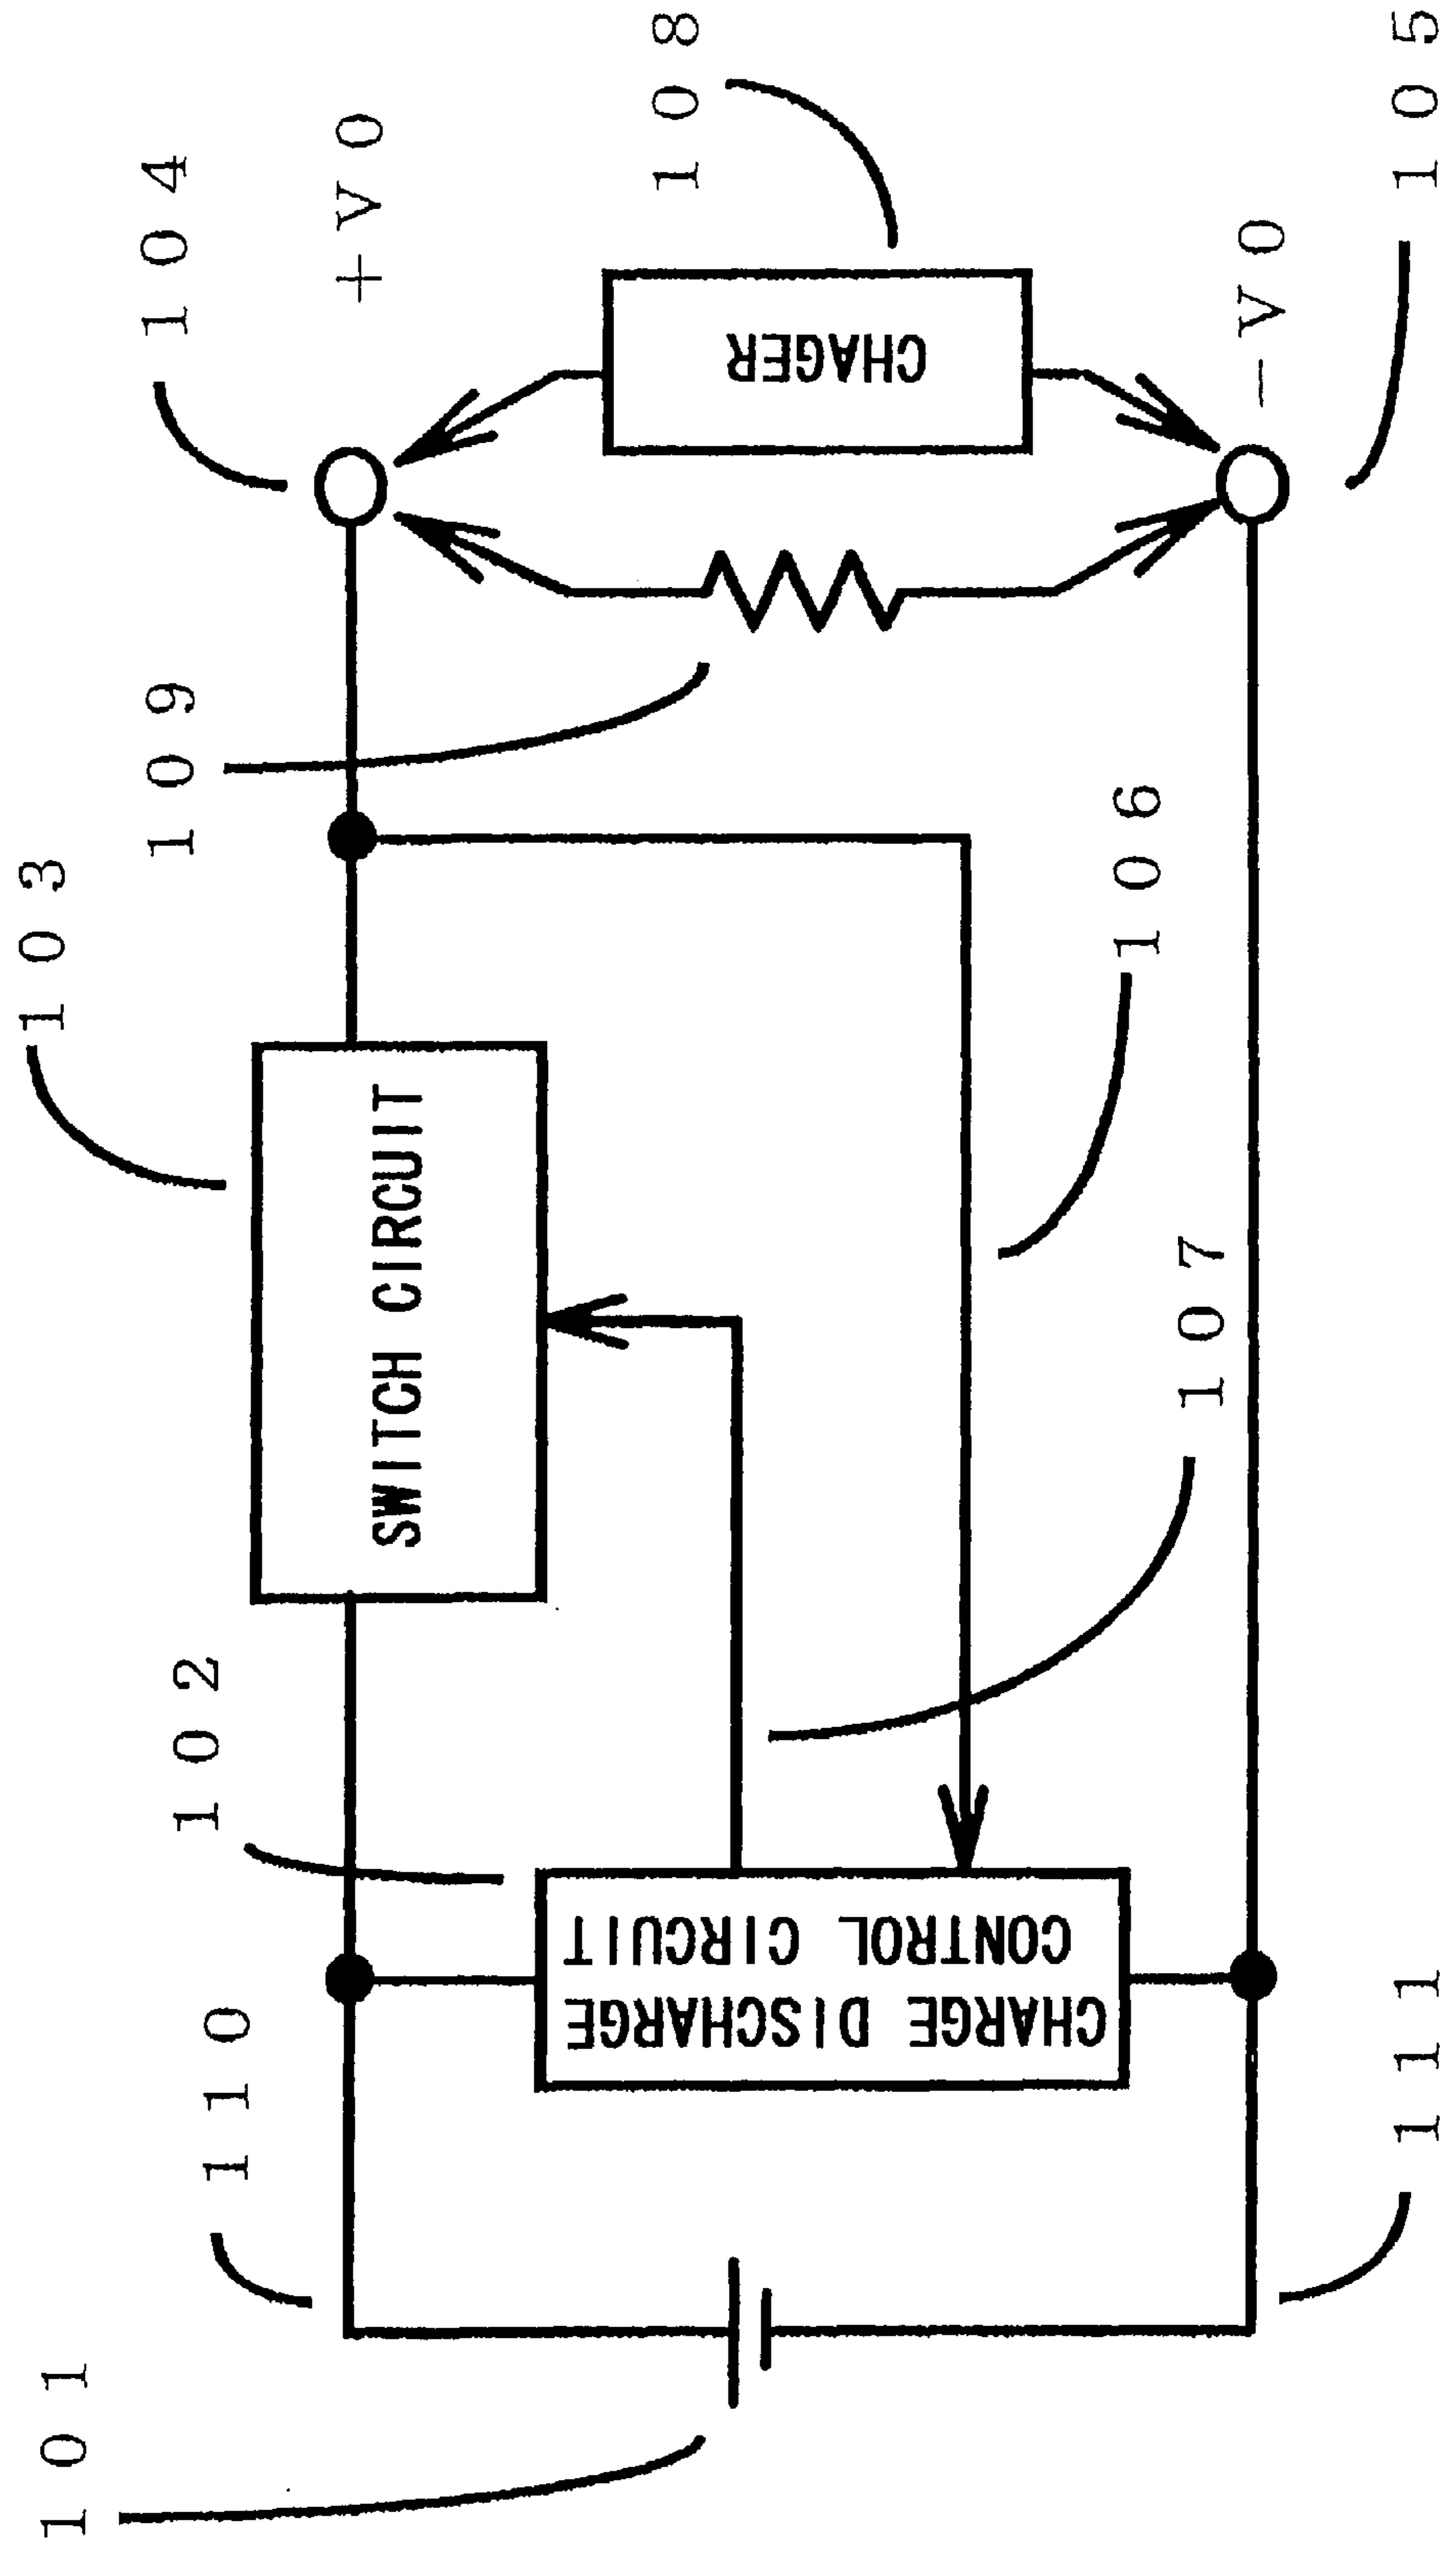 103
104
+V0
109
102
110
101
SWITCH CIRCUIT
108
CHAGER
106
107
CHARGE DISCHARGE
CONTROL CIRCUIT
-V0
105
111